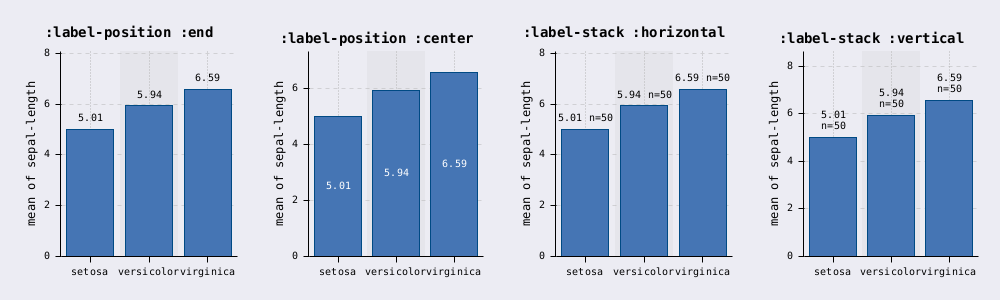 :label-position :end
8
6
4
2
0
mean of sepal-length
5.01
5.94
6.59
setosa versicolor virginica
:label-position :center
6
4
2
0
mean of sepal-length
5.01
5.94
6.59
setosa versicolor virginica
:label-stack :horizontal
8
6
4
2
0
mean of sepal-length
5.01 n=50
5.94 n=50
6.59 n=50
setosa versicolor virginica
:label-stack :vertical
8
6
4
2
0
mean of sepal-length
5.01
n=50
5.94
n=50
6.59
n=50
setosa versicolor virginica